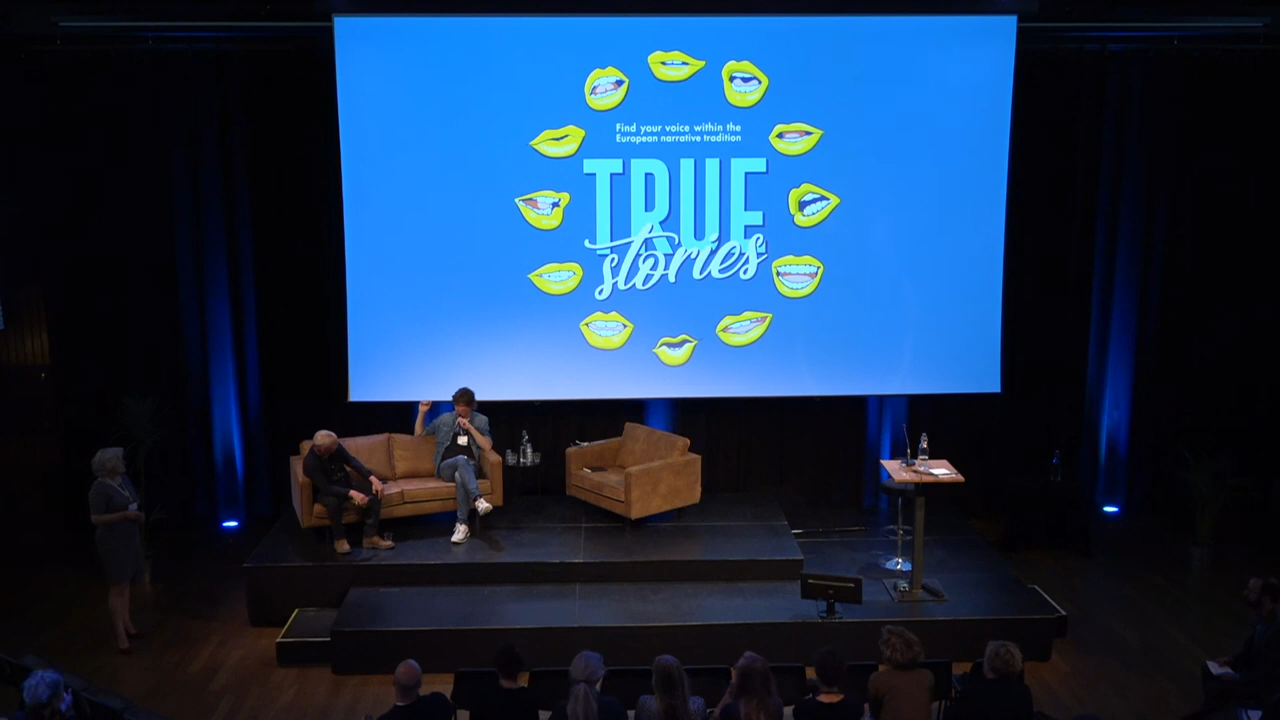 Find your voice within the
European narrative tradition
TRUE
stories